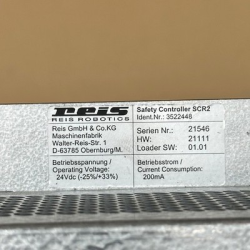 reis
REIS ROBOTICS
Safety Controller SCR2
Ident.Nr.: 3522448
Reis GmbH & Co.KG
Maschinenfabrik
Walter-Reis-Str. 1
D-63785 Obernburg/M.
Serien Nr.: 21546
HW: 21111
Loader SW: 01.01
Betriebsspannung /
Operating Voltage:
24Vdc (-25%/+33%)
Betriebsstrom /
Current Consumption:
200mA